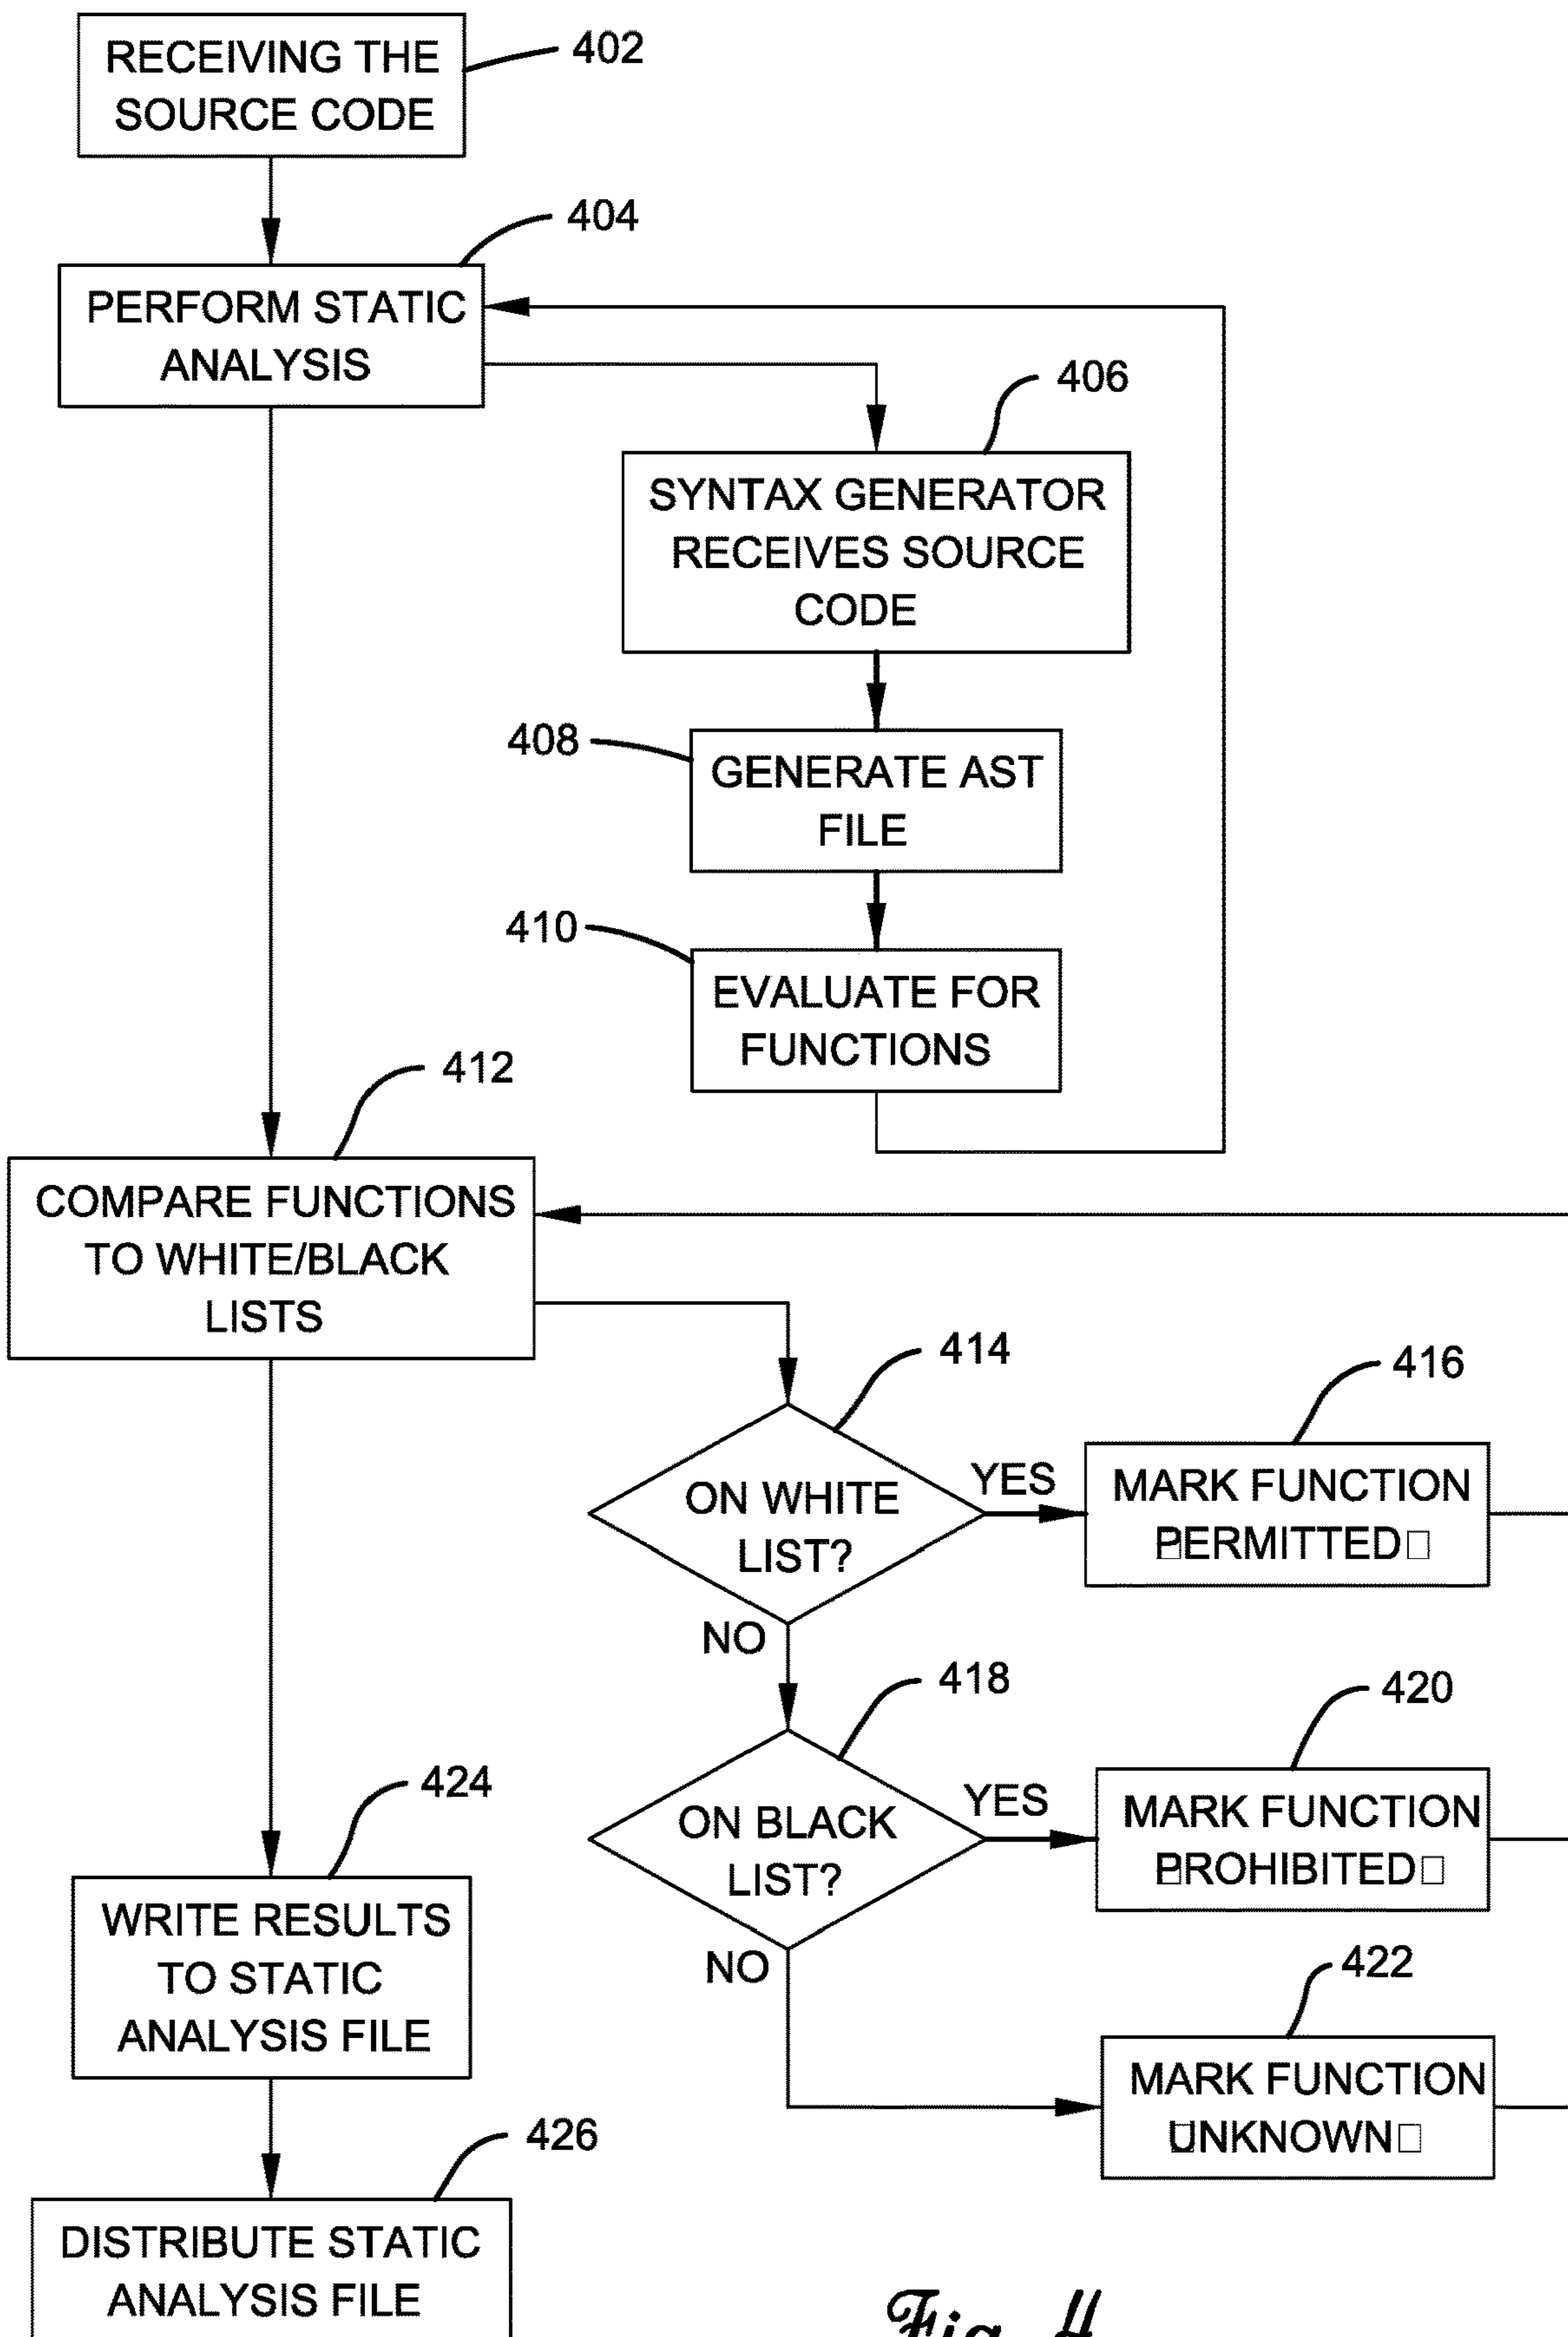 RECEIVING THE
SOURCE CODE
402
404
PERFORM STATIC
ANALYSIS
406
SYNTAX GENERATOR
RECEIVES SOURCE
CODE
408
GENERATE AST
FILE
410
EVALUATE FOR
FUNCTIONS
412
COMPARE FUNCTIONS
TO WHITE/BLACK
LISTS
414
ON WHITE
LIST?
YES
NO
416
MARK FUNCTION
PERMITTED
418
ON BLACK
LIST?
YES
NO
420
MARK FUNCTION
PROHIBITED
422
MARK FUNCTION
UNKNOWN
424
WRITE RESULTS
TO STATIC
ANALYSIS FILE
426
DISTRIBUTE STATIC
ANALYSIS FILE
Fig. 4